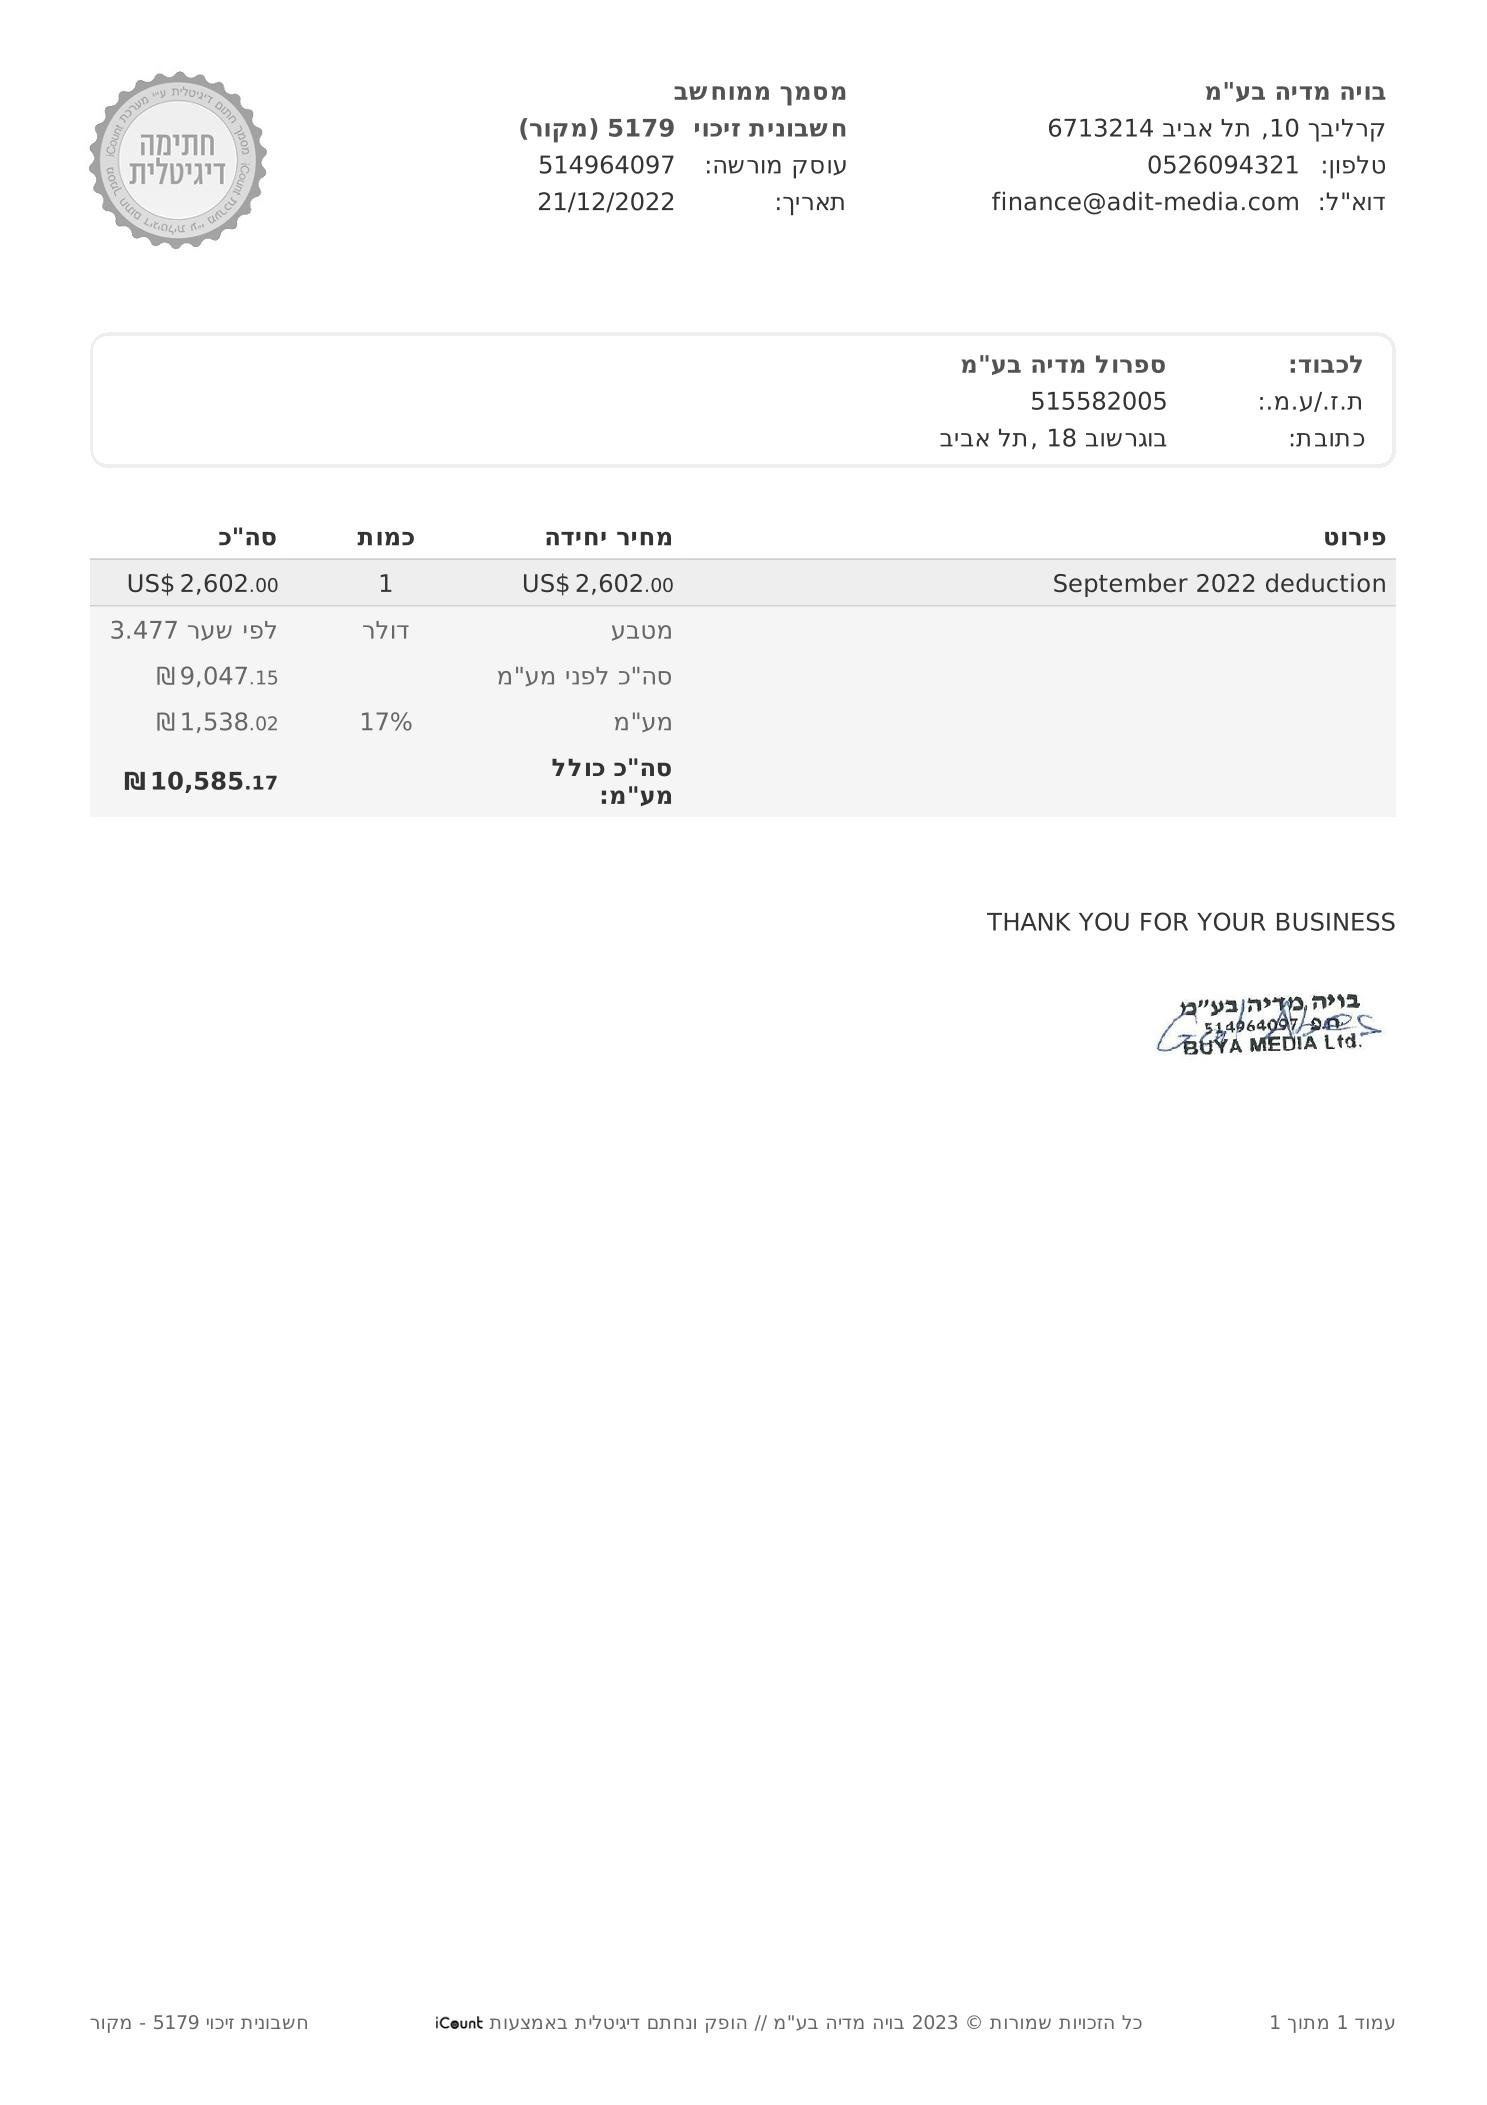 בויה מדיה בע"מ
קרליבך 10, תל אביב 6713214
טלפון: 0526094321
דוא"ל: finance@adit-media.com
מסמך ממוחשב
חשבונית זיכוי 5179 (מקור)
עוסק מורשה: 514964097
תאריך: 21/12/2022
מסמך חתום דיגיטלית ע״י מערכת iCount
חתימה
דיגיטלית
לכבוד: ספרול מדיה בע"מ
ת.ז./ע.מ.: 515582005
כתובת: בוגרשוב 18 ,תל אביב
פירוט מחיר יחידה כמות סה"כ
September 2022 deduction US$ 2,602.00 1 US$ 2,602.00
מטבע דולר לפי שער 3.477
סה"כ לפני מע"מ ₪9,047.15
מע"מ 17% ₪1,538.02
סה"כ כולל
מע"מ: ₪10,585.17
THANK YOU FOR YOUR BUSINESS
בויה מדיה בע״מ
ח.פ. 514964097
BUYA MEDIA Ltd.
עמוד 1 מתוך 1 כל הזכויות שמורות © 2023 בויה מדיה בע"מ // הופק ונחתם דיגיטלית באמצעות iCount חשבונית זיכוי 5179 - מקור